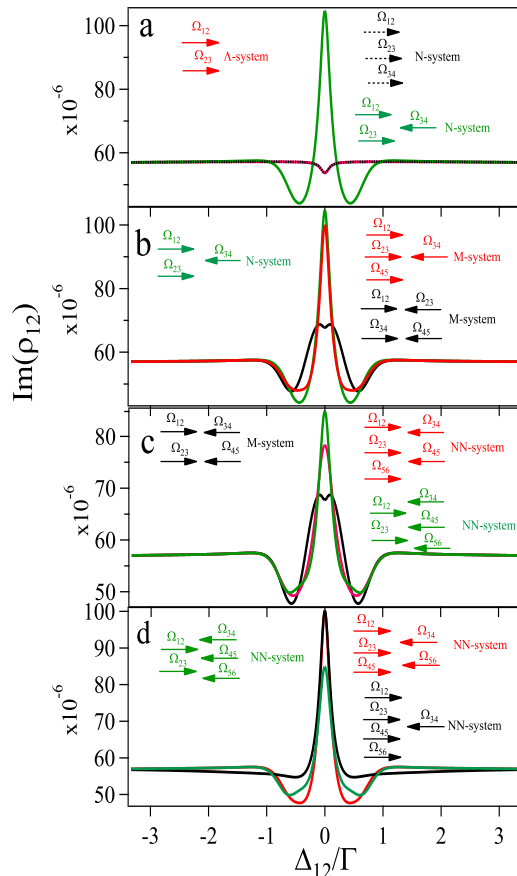 a
Ω12
Ω23
Λ-system
Ω12
Ω23
Ω34
N-system
Ω12
Ω34
Ω23
N-system
100
80
60
x10-6
b
Ω12
Ω34
Ω23
N-system
Ω12
Ω23
Ω34
Ω45
M-system
Ω12
Ω23
Ω34
Ω45
M-system
100
80
60
x10-6
Im(ρ12)
c
Ω12
Ω34
Ω23
Ω45
M-system
Ω12
Ω34
Ω23
Ω45
Ω56
NN-system
Ω34
Ω12
Ω45
Ω23
Ω56
NN-system
80
70
60
50
x10-6
d
Ω12
Ω34
Ω45
Ω23
Ω56
NN-system
Ω12
Ω34
Ω23
Ω45
Ω56
NN-system
Ω12
Ω23
Ω34
Ω45
Ω56
NN-system
100
90
80
70
60
50
x10-6
-3 -2 -1 0 1 2 3
Δ12/Γ